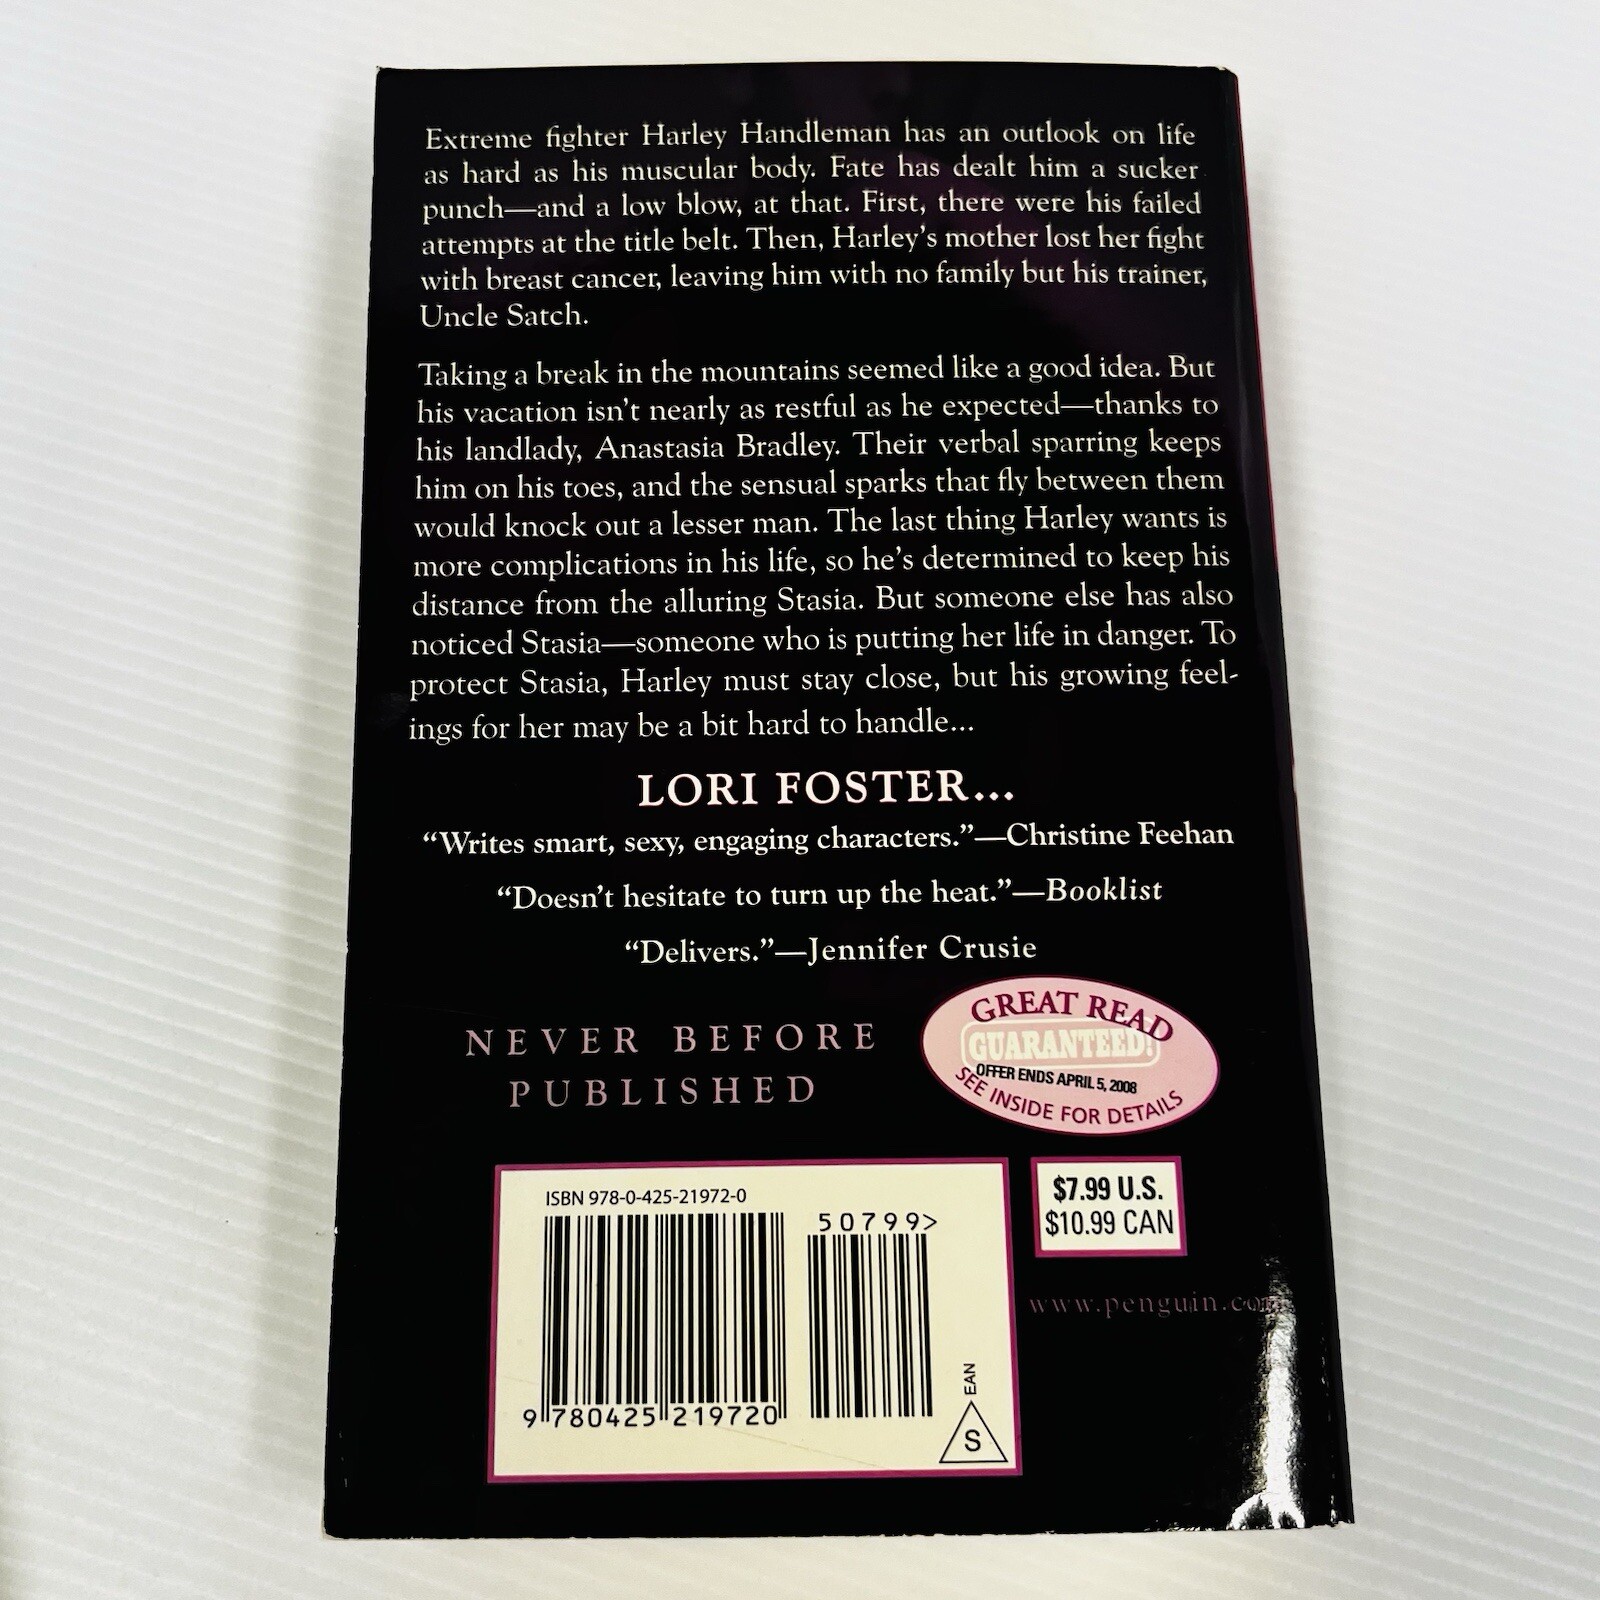 Extreme fighter Harley Handleman has an outlook on life
as hard as his muscular body. Fate has dealt him a sucker
punch—and a low blow, at that. First, there were his failed
attempts at the title belt. Then, Harley's mother lost her fight
with breast cancer, leaving him with no family but his trainer,
Uncle Satch.
Taking a break in the mountains seemed like a good idea. But
his vacation isn't nearly as restful as he expected—thanks to
his landlady, Anastasia Bradley. Their verbal sparring keeps
him on his toes, and the sensual sparks that fly between them
would knock out a lesser man. The last thing Harley wants is
more complications in his life, so he's determined to keep his
distance from the alluring Stasia. But someone else has also
noticed Stasia—someone who is putting her life in danger. To
protect Stasia, Harley must stay close, but his growing feel-
ings for her may be a bit hard to handle...
LORI FOSTER...
“Writes smart, sexy, engaging characters.”—Christine Feehan
“Doesn't hesitate to turn up the heat.”—Booklist
“Delivers.”—Jennifer Crusie
NEVER BEFORE
PUBLISHED
GREAT READ
GUARANTEED!
OFFER ENDS APRIL 5, 2008
SEE INSIDE FOR DETAILS
ISBN 978-0-425-21972-0
50799>
9 780425 219720
EAN
S
$7.99 U.S.
$10.99 CAN
www.penguin.com